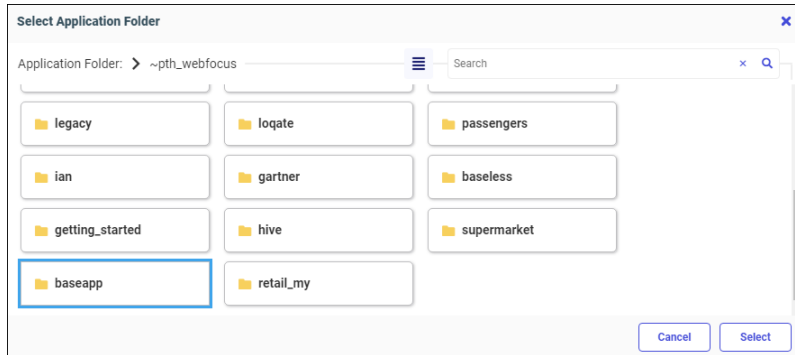 Select Application Folder
Application Folder: ~pth_webfocus
Search
legacy
loqate
passengers
ian
gartner
baseless
getting_started
hive
supermarket
baseapp
retail_my
Cancel
Select